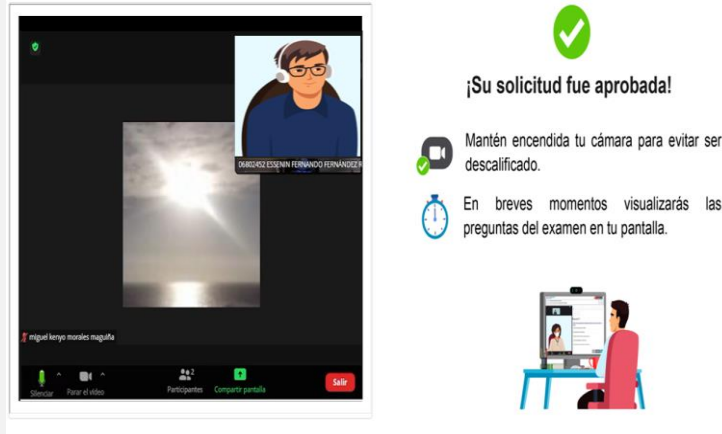 06802452 ESSENIN FERNANDO FERNÁNDEZ R
miguel kenyo morales maguiña
Silenciar
Parar el vídeo
2
Participantes
Compartir pantalla
Salir
¡Su solicitud fue aprobada!
Mantén encendida tu cámara para evitar ser
descalificado.
En breves momentos visualizarás las
preguntas del examen en tu pantalla.